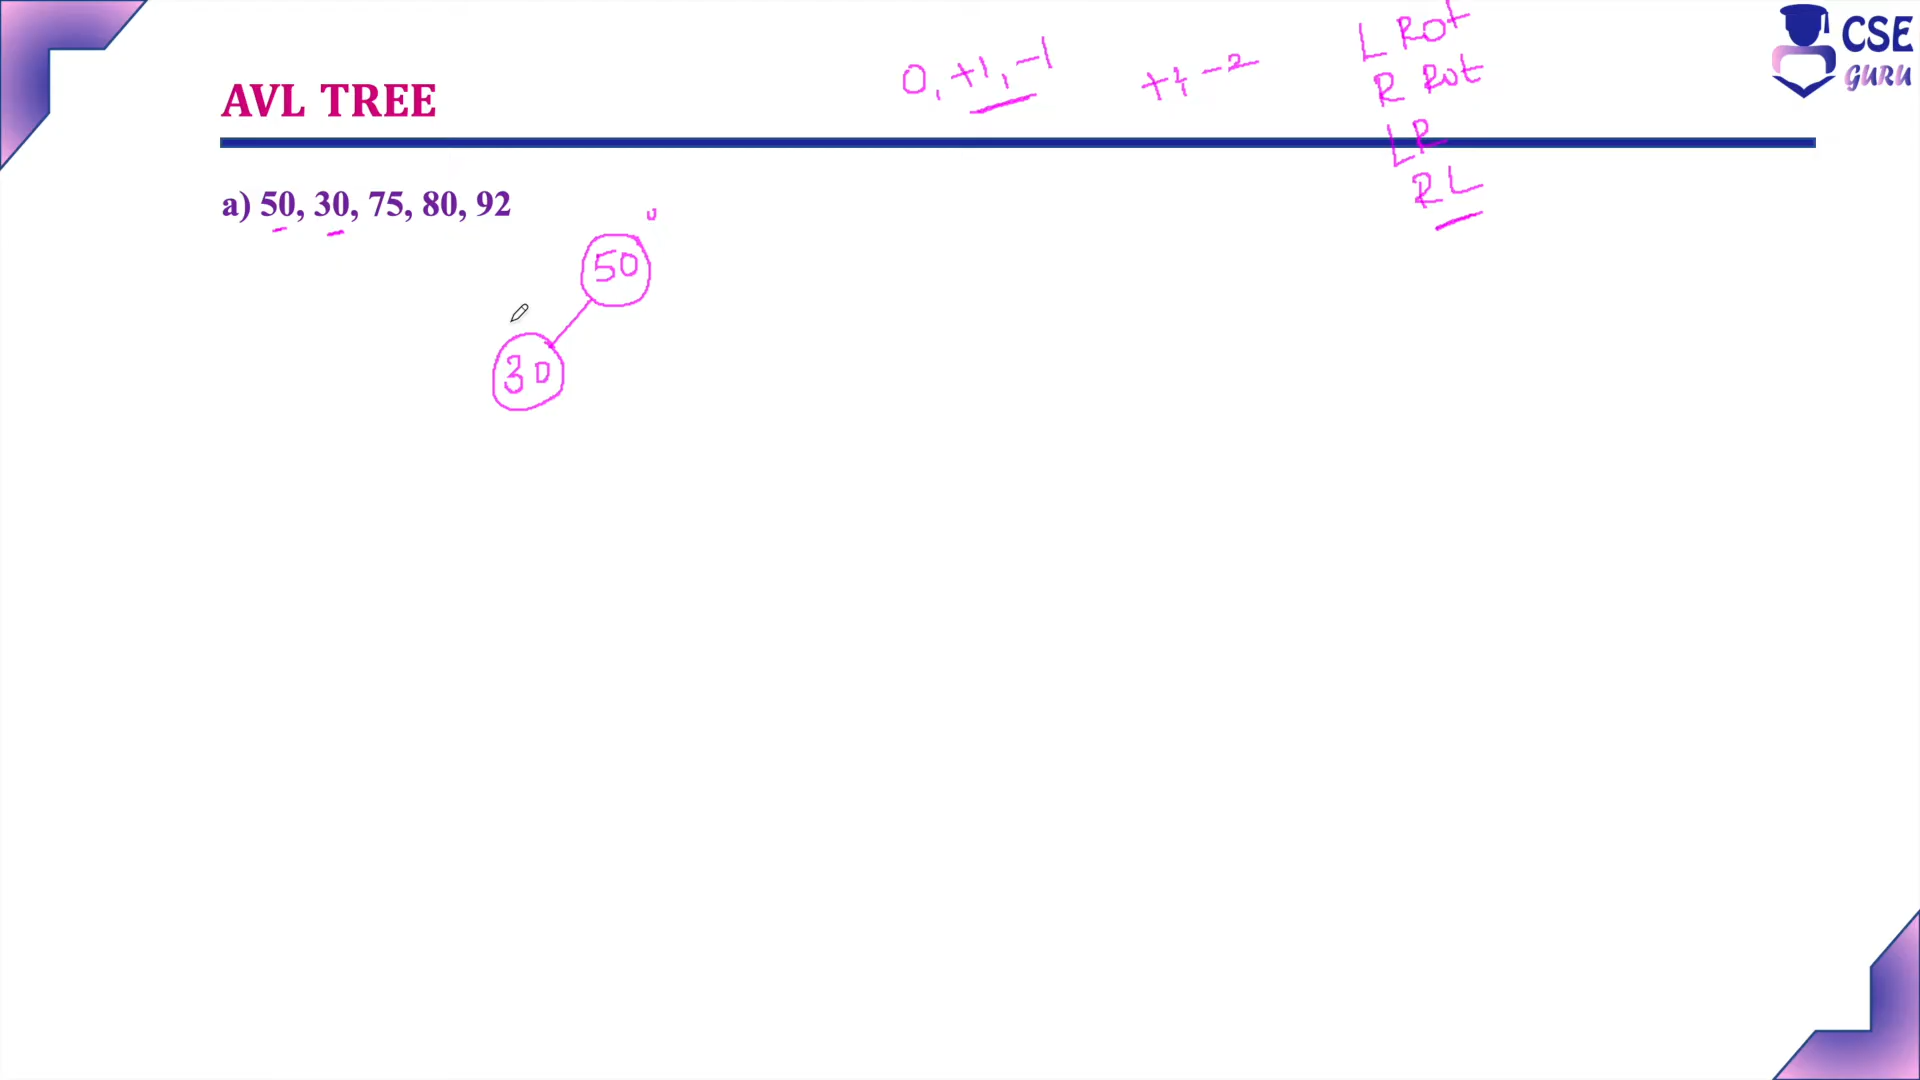 L Rot
0, +1, -1
+2, -2
R Rot
CSE
GURU
AVL TREE
LR
RL
a) 50, 30, 75, 80, 92
0
50
30